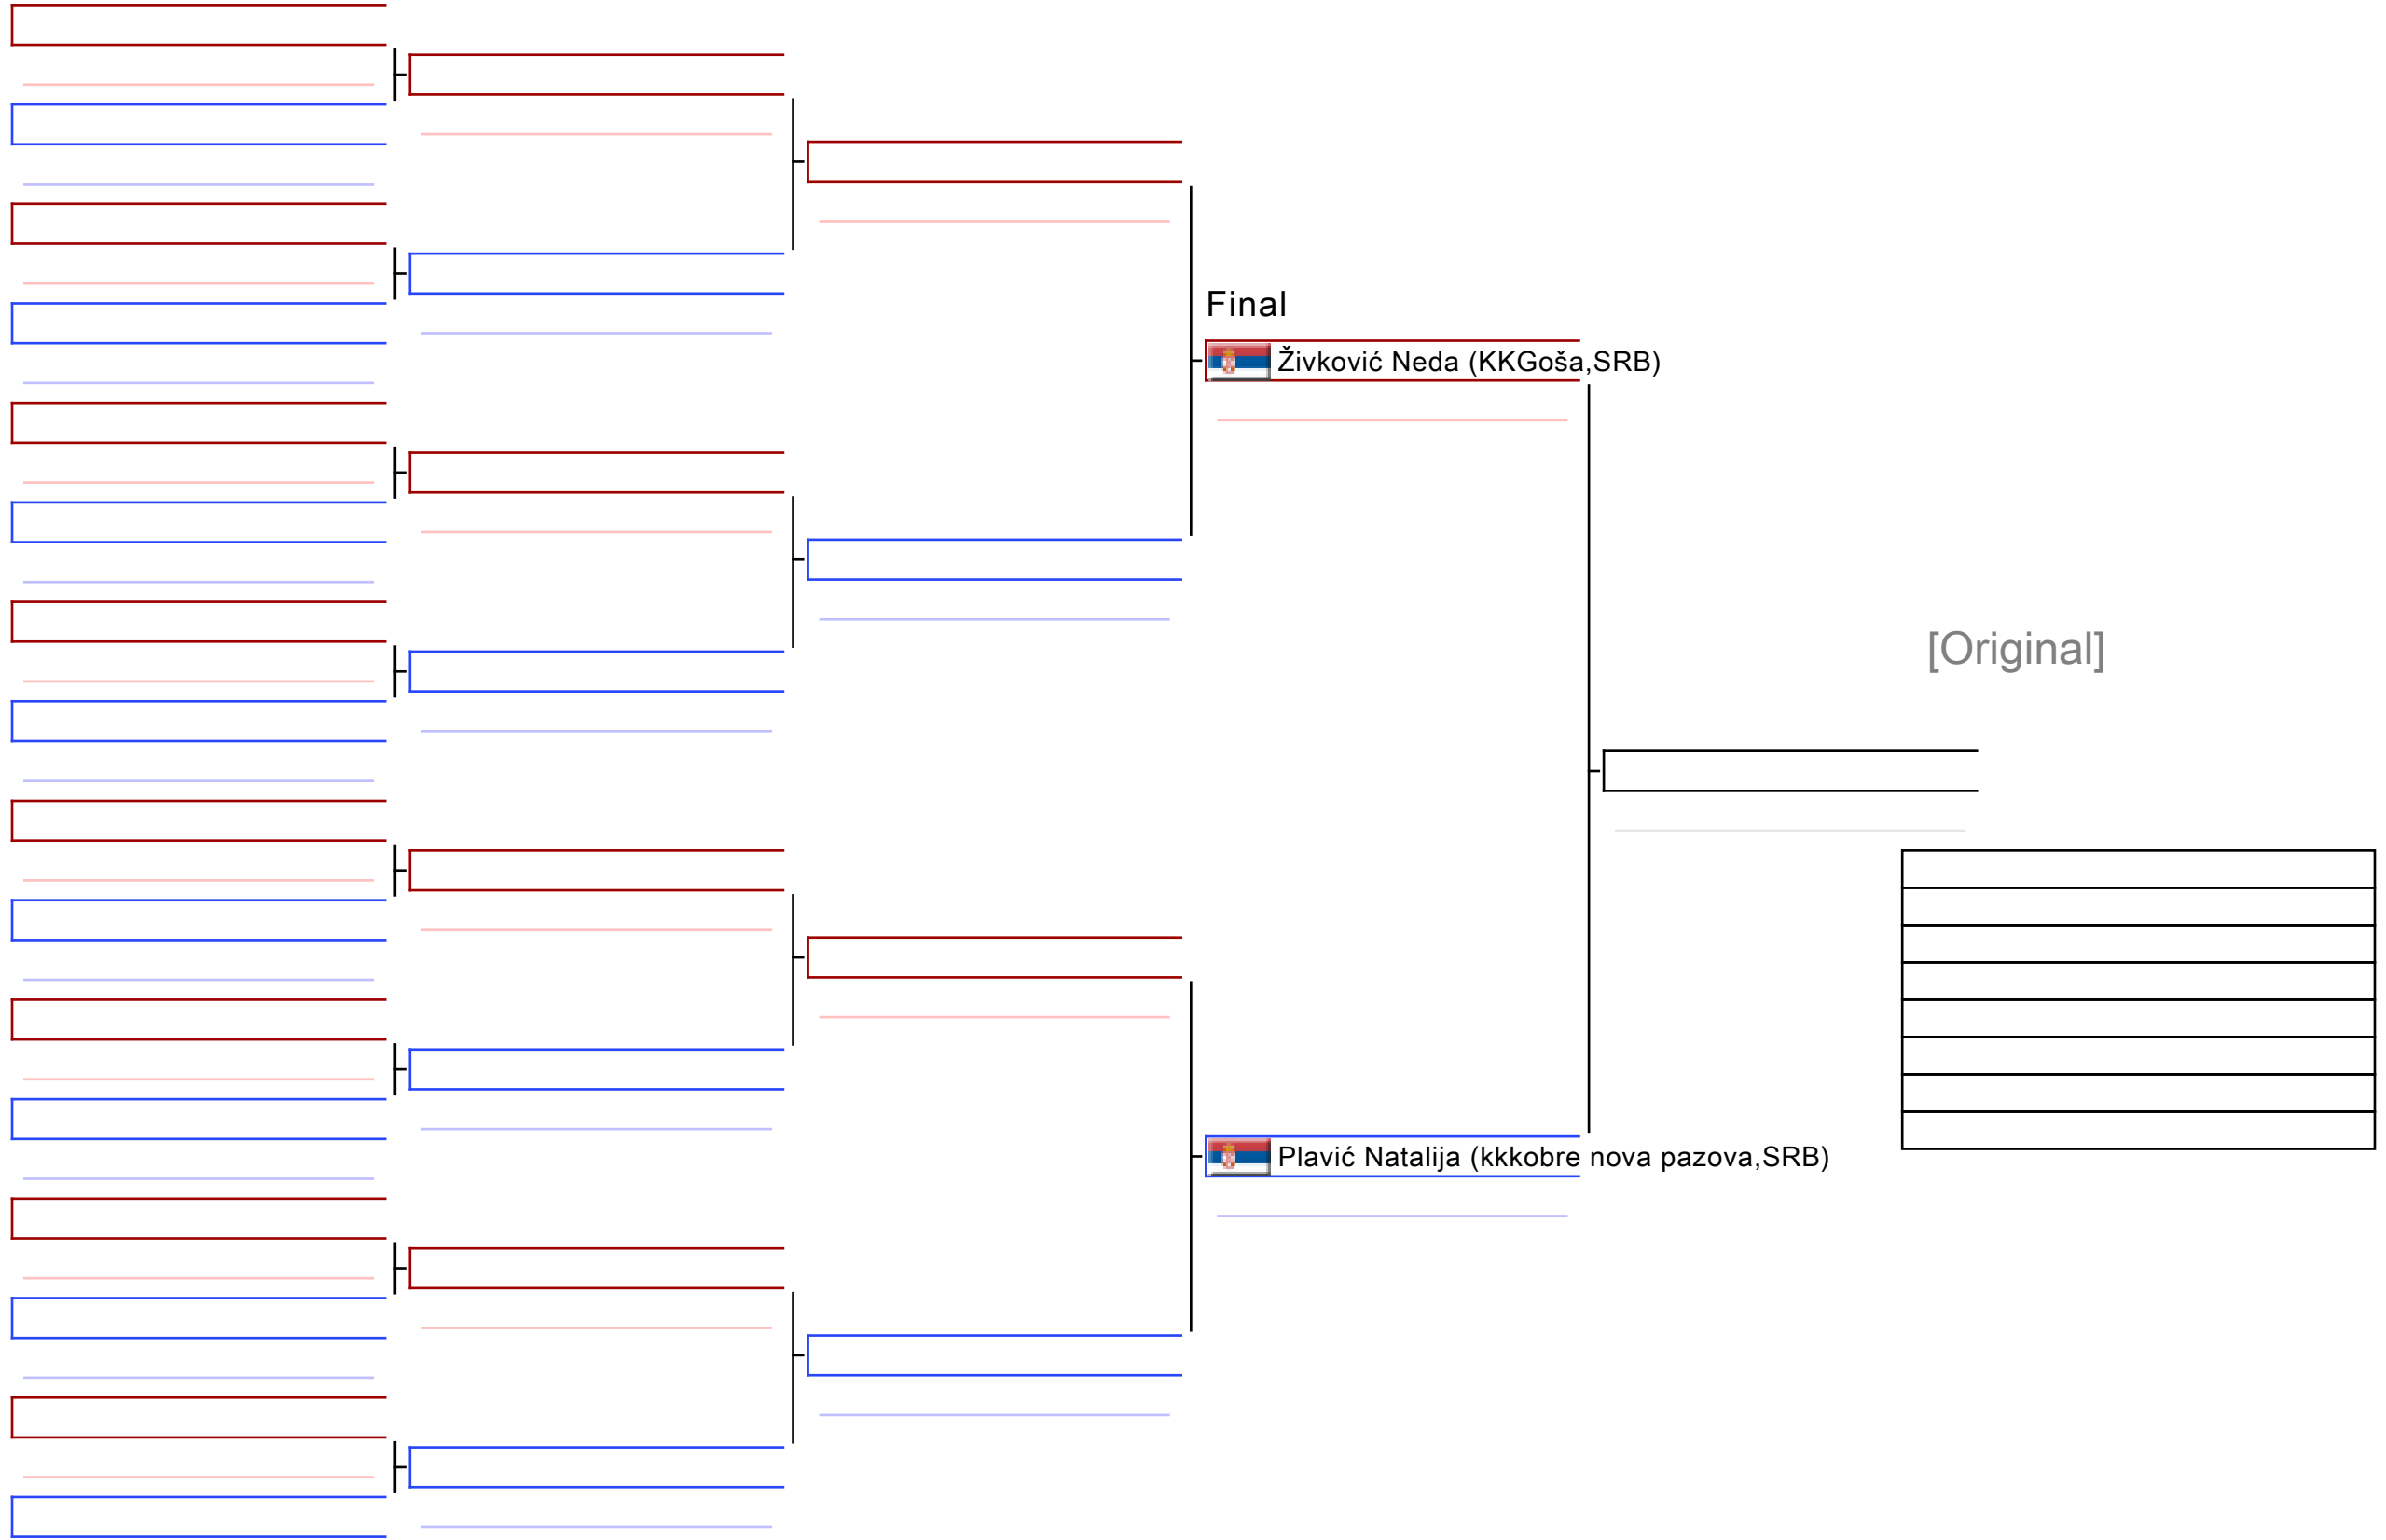 Final
Živković Neda (KKGoša,SRB)
[Original]
Plavić Natalija (kkkobre nova pazova,SRB)